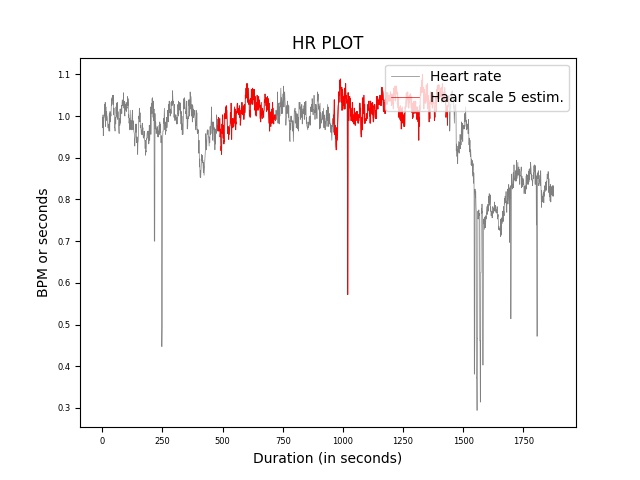 HR PLOT
Heart rate
Haar scale 5 estim.
1.1
1.0
0.9
0.8
0.7
0.6
0.5
0.4
0.3
BPM or seconds
0 250 500 750 1000 1250 1500 1750
Duration (in seconds)